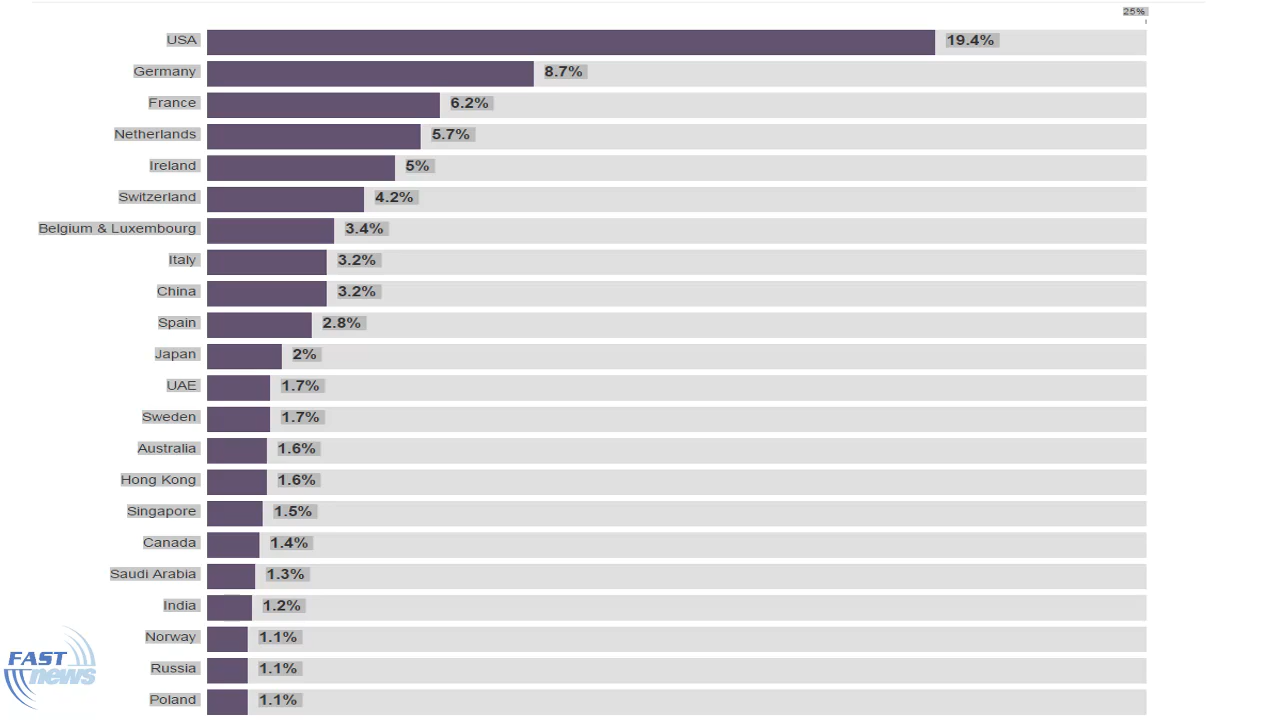 25%
USA 19.4%
Germany 8.7%
France 6.2%
Netherlands 5.7%
Ireland 5%
Switzerland 4.2%
Belgium & Luxembourg 3.4%
Italy 3.2%
China 3.2%
Spain 2.8%
Japan 2%
UAE 1.7%
Sweden 1.7%
Australia 1.6%
Hong Kong 1.6%
Singapore 1.5%
Canada 1.4%
Saudi Arabia 1.3%
India 1.2%
Norway 1.1%
Russia 1.1%
Poland 1.1%
FAST
news